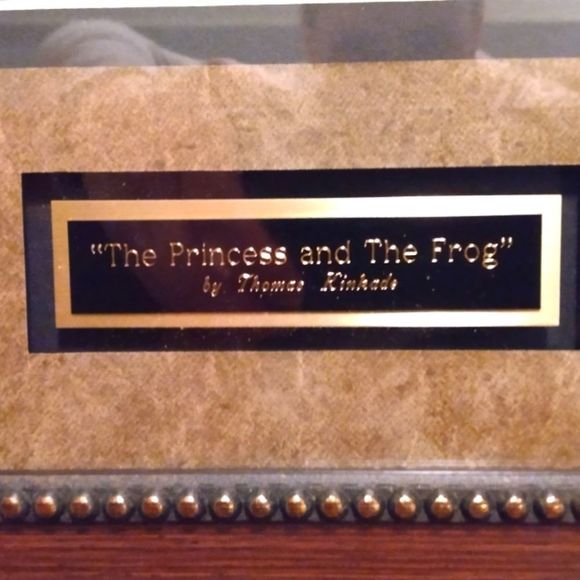 “The Princess and The Frog”
by Thomas Kinkade